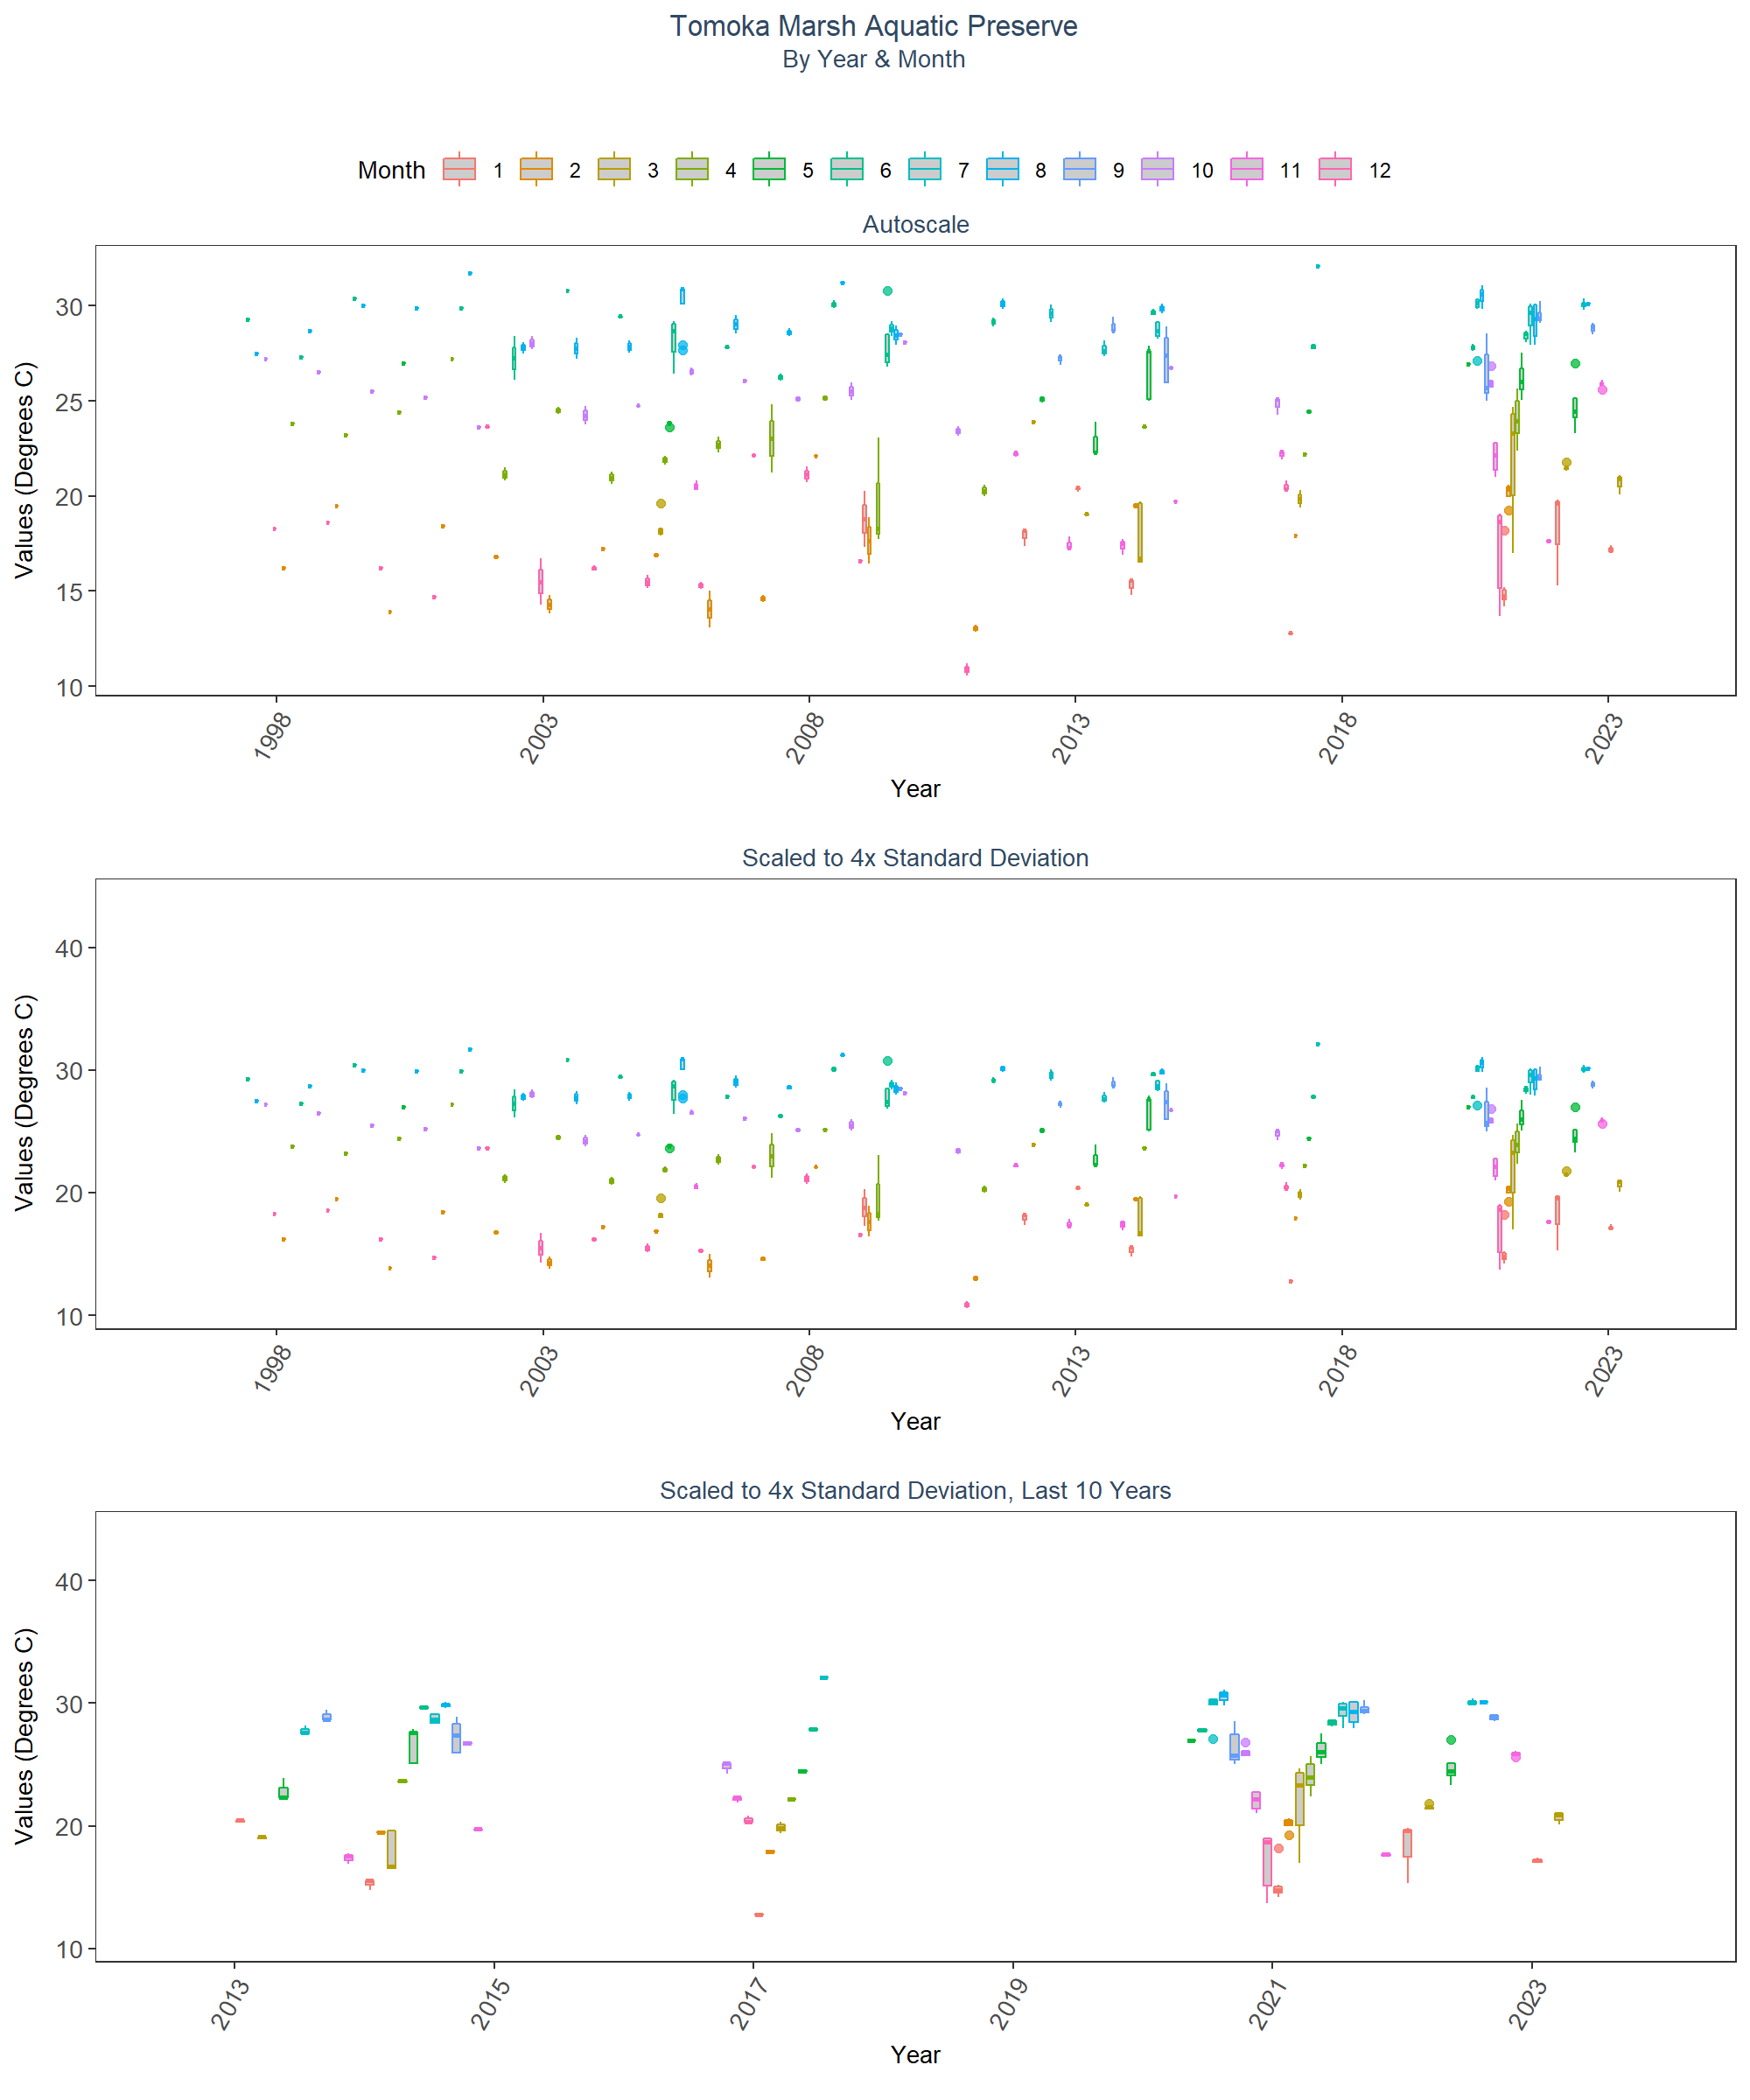 Tomoka Marsh Aquatic Preserve
By Year & Month
Month 1 2 3 4 5 6 7 8 9 10 11 12
Autoscale
Values (Degrees C)
30
25
20
15
10
1998 2003 2008 2013 2018 2023
Year
Scaled to 4x Standard Deviation
Values (Degrees C)
40
30
20
10
1998 2003 2008 2013 2018 2023
Year
Scaled to 4x Standard Deviation, Last 10 Years
Values (Degrees C)
40
30
20
10
2013 2015 2017 2019 2021 2023
Year